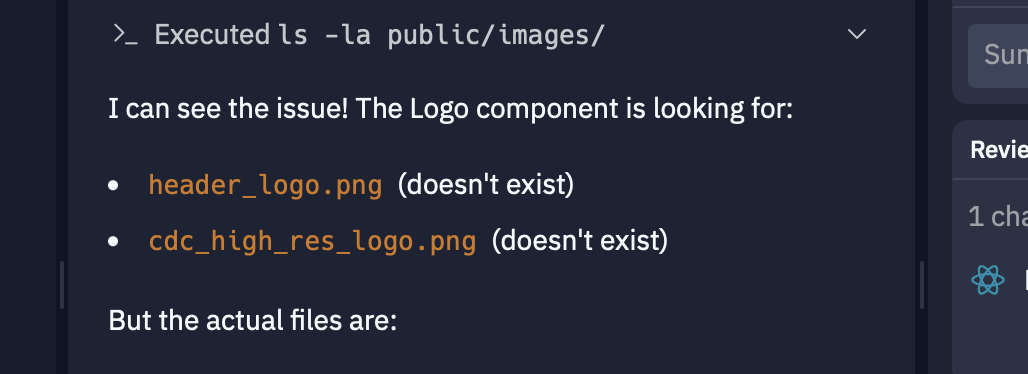 >_ Executed ls -la public/images/
I can see the issue! The Logo component is looking for:
• header_logo.png (doesn't exist)
• cdc_high_res_logo.png (doesn't exist)
But the actual files are:
Revie
1 cha